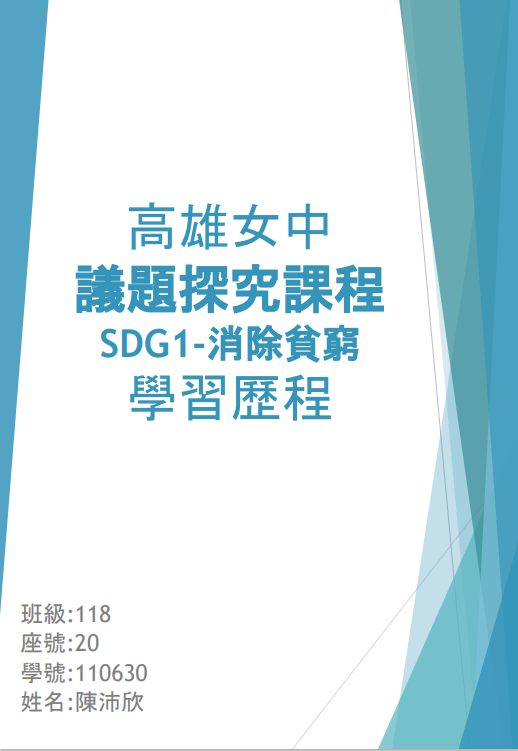 高雄女中
議題探究課程
SDG1-消除貧窮
學習歷程
班級:118
座號:20
學號:110630
姓名:陳沛欣